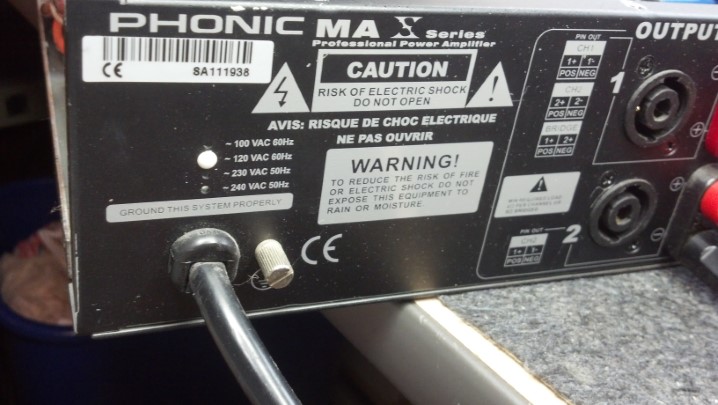 PHONIC MA X Series
Professional Power Amplifier
CE SA111938
CAUTION
RISK OF ELECTRIC SHOCK
DO NOT OPEN
AVIS: RISQUE DE CHOC ELECTRIQUE
NE PAS OUVRIR
~ 100 VAC 60Hz
~ 120 VAC 60Hz
~ 230 VAC 50Hz
~ 240 VAC 50Hz
GROUND THIS SYSTEM PROPERLY
WARNING!
TO REDUCE THE RISK OF FIRE
OR ELECTRIC SHOCK DO NOT
EXPOSE THIS EQUIPMENT TO
RAIN OR MOISTURE.
CE
OUTPUT
PIN OUT
CH1
1+ 1-
POS NEG
CH2
2+ 2-
POS NEG
BRIDGE
1+ 2+
POS NEG
1
PIN OUT
CH2
1+ 1-
POS NEG
2